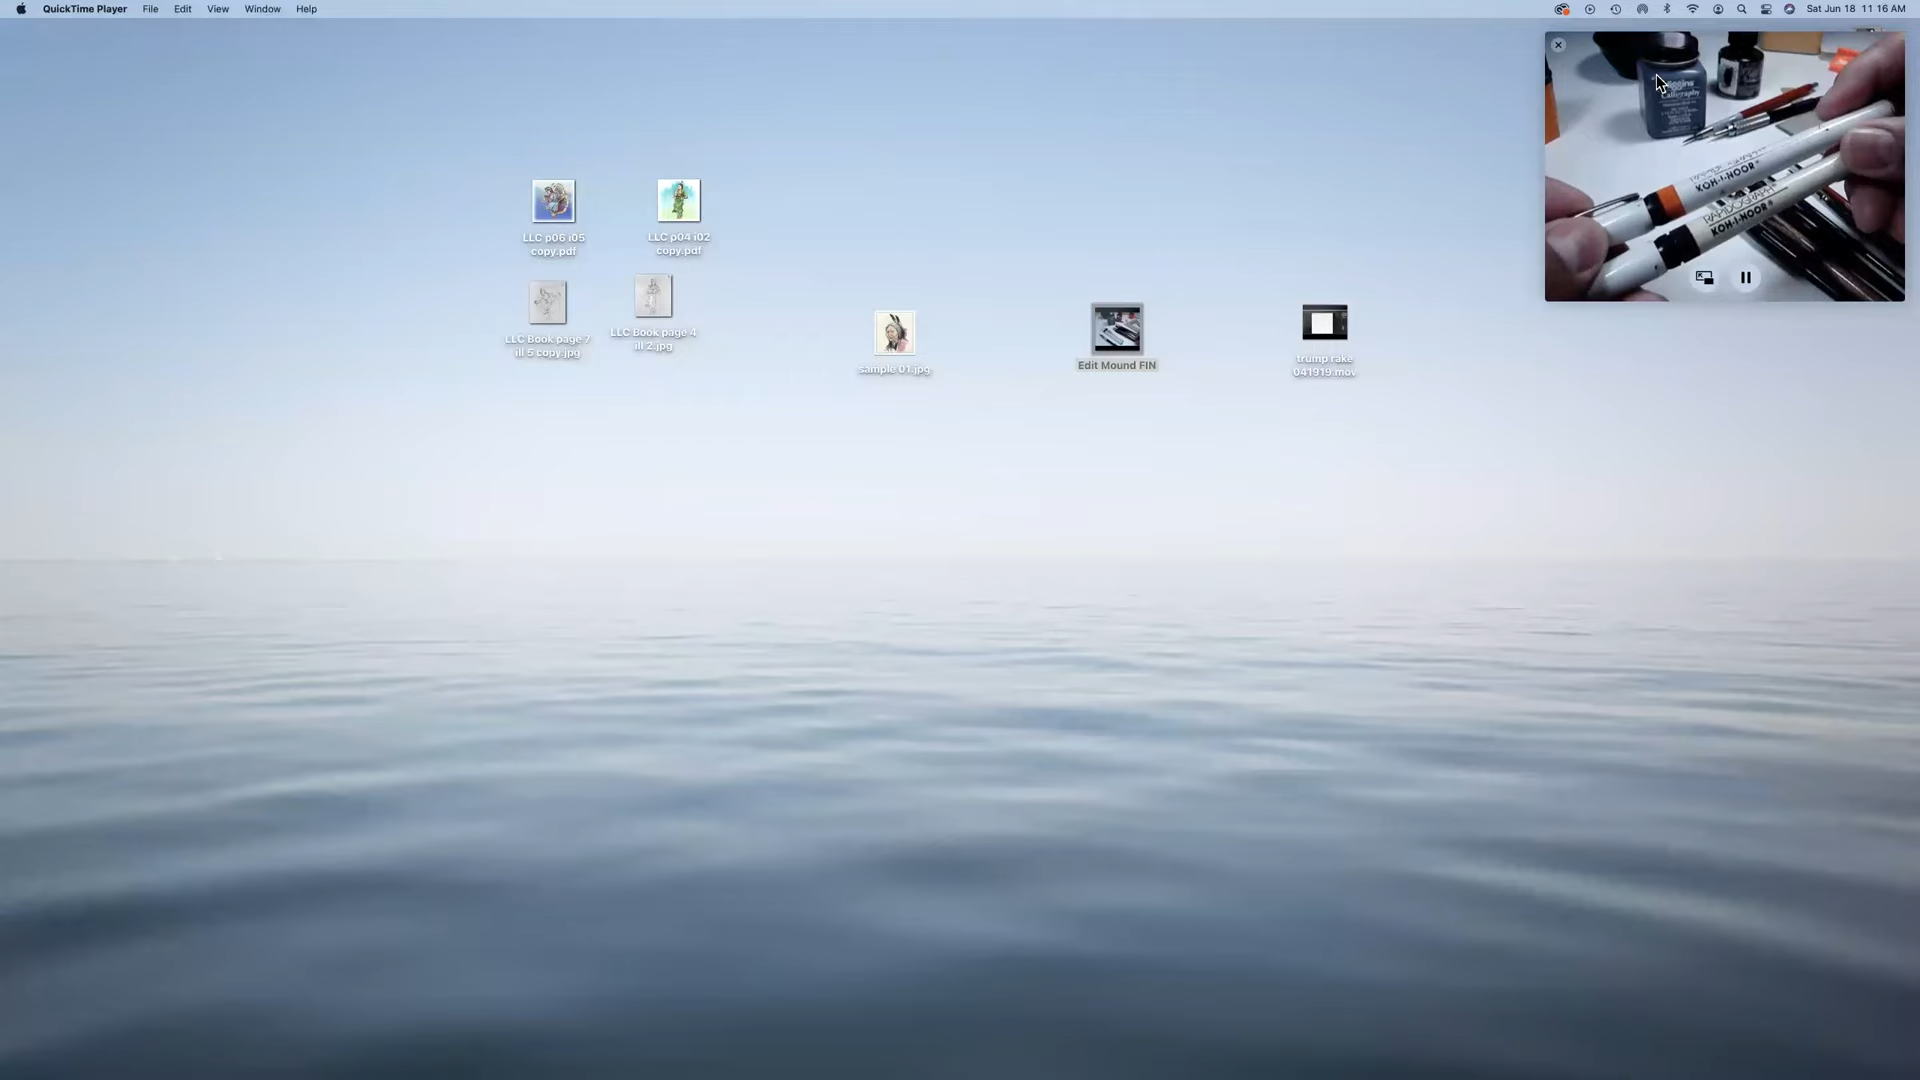 QuickTime Player File Edit View Window Help
Sat Jun 18 11 16 AM
LLC p06 i05
copy.pdf
LLC p04 i02
copy.pdf
LLC Book page 7
ill 5 copy.jpg
LLC Book page 4
ill 2.jpg
sample 01.jpg
Edit Mound FIN
trump rake
041919.mov
Calligraphy
KOH-I-NOOR
RAPIDOGRAPH
KOH-I-NOOR